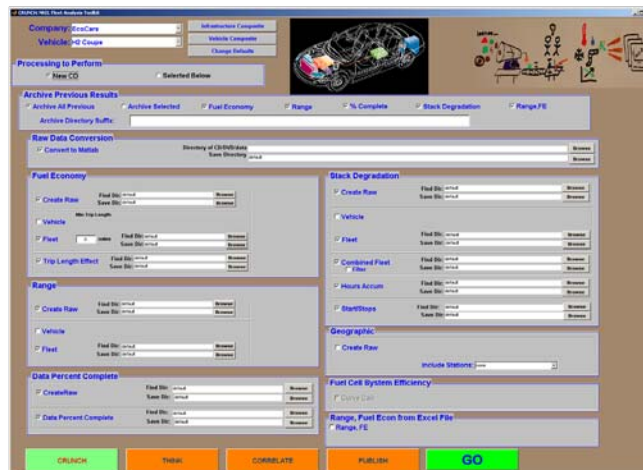 CRUNCH: NREL Fleet Analysis Toolkit
Company: EcoCars
Vehicle: H2 Coupe
Infrastructure Composite
Vehicle Composite
Change Defaults
Processing to Perform
New CD
Selected Below
Archive Previous Results
Archive All Previous
Archive Selected
Fuel Economy
Range
% Complete
Stack Degradation
Range,FE
Archive Directory Suffix:
Raw Data Conversion
Convert to Matlab
Directory of CD/DVD/data
Browse
Save Directory
default
Browse
Fuel Economy
Create Raw
Find Dir: default Browse
Save Dir: default Browse
Vehicle
Min Trip Length
Fleet
miles
Find Dir: default Browse
Save Dir: default Browse
Trip Length Effect
Find Dir: default Browse
Save Dir: default Browse
Range
Create Raw
Find Dir: default Browse
Save Dir: default Browse
Vehicle
Fleet
Find Dir: default Browse
Save Dir: default Browse
Data Percent Complete
CreateRaw
Find Dir: default Browse
Save Dir: default Browse
Data Percent Complete
Find Dir: default Browse
Save Dir: default Browse
Stack Degradation
Create Raw
Find Dir: default Browse
Save Dir: default Browse
Vehicle
Fleet
Find Dir: default Browse
Save Dir: default Browse
Combined Fleet
Filter
Find Dir: default Browse
Save Dir: default Browse
Hours Accum
Find Dir: default Browse
Save Dir: default Browse
Start/Stops
Find Dir: default Browse
Save Dir: default Browse
Geographic
Create Raw
Include Stations:
Fuel Cell System Efficiency
Range, Fuel Econ from Excel File
Range, FE
CRUNCH
THINK
CORRELATE
PUBLISH
GO